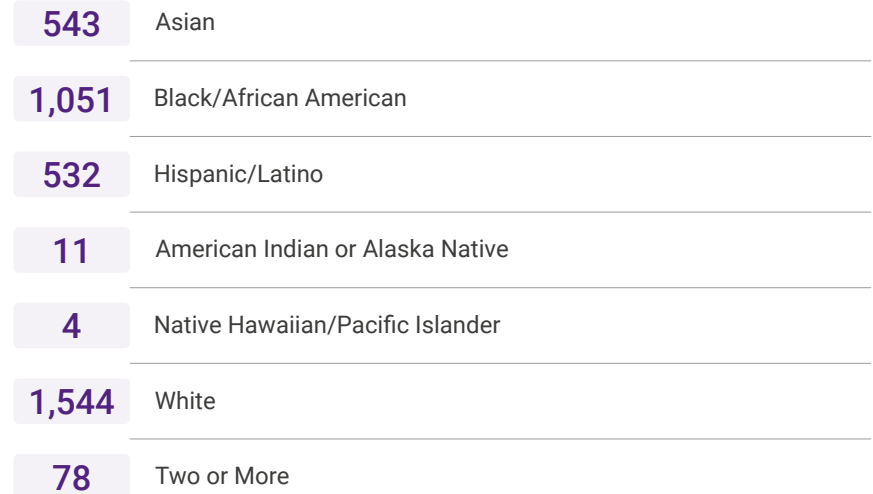 543 Asian
1,051 Black/African American
532 Hispanic/Latino
11 American Indian or Alaska Native
4 Native Hawaiian/Pacific Islander
1,544 White
78 Two or More